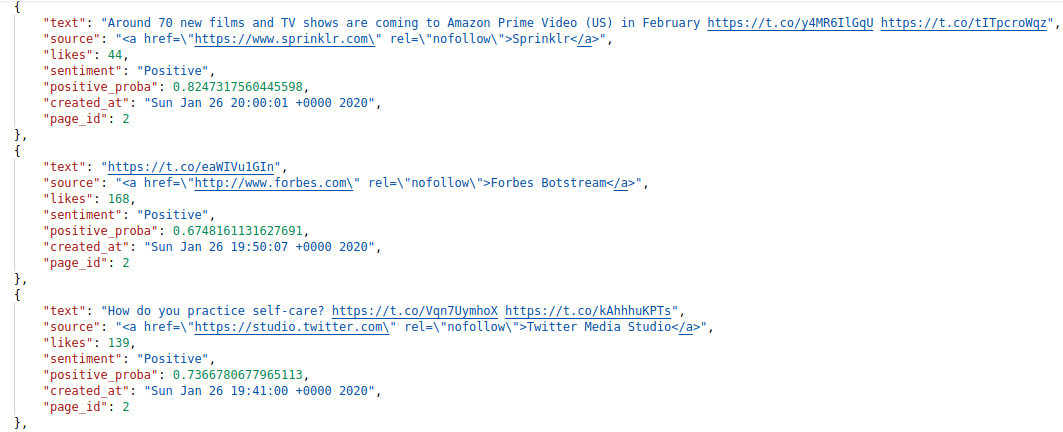 {
"text": "Around 70 new films and TV shows are coming to Amazon Prime Video (US) in February https://t.co/y4MR6IlGqU https://t.co/tITpcroWqz",
"source": "<a href=\"https://www.sprinklr.com\" rel=\"nofollow\">Sprinklr</a>",
"likes": 44,
"sentiment": "Positive",
"positive_proba": 0.8247317560445598,
"created_at": "Sun Jan 26 20:00:01 +0000 2020",
"page_id": 2
},
{
"text": "https://t.co/eaWIVu1GIn",
"source": "<a href=\"http://www.forbes.com\" rel=\"nofollow\">Forbes Botstream</a>",
"likes": 168,
"sentiment": "Positive",
"positive_proba": 0.6748161131627691,
"created_at": "Sun Jan 26 19:50:07 +0000 2020",
"page_id": 2
},
{
"text": "How do you practice self-care? https://t.co/Vqn7UymhoX https://t.co/kAhhhuKPTs",
"source": "<a href=\"https://studio.twitter.com\" rel=\"nofollow\">Twitter Media Studio</a>",
"likes": 139,
"sentiment": "Positive",
"positive_proba": 0.7366780677965113,
"created_at": "Sun Jan 26 19:41:00 +0000 2020",
"page_id": 2
},